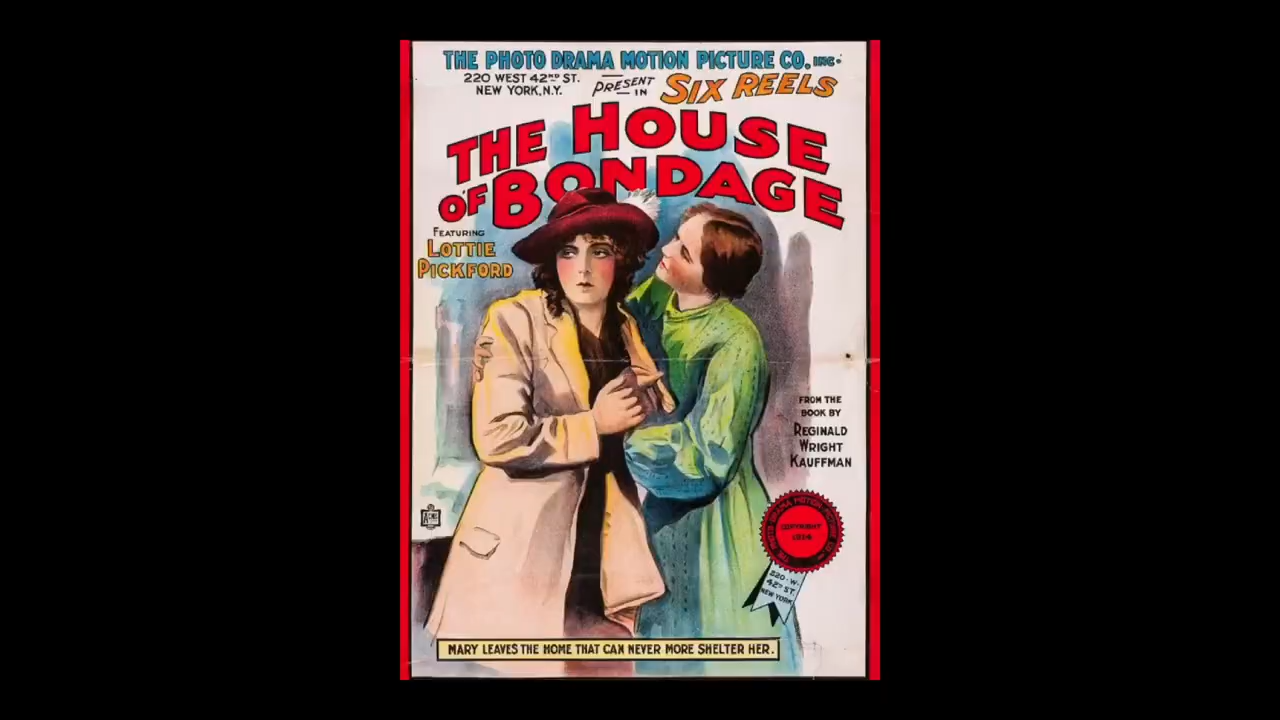 THE PHOTO DRAMA MOTION PICTURE CO. INC.
220 WEST 42ND ST.
NEW YORK, N.Y.
PRESENT
IN
SIX REELS
THE HOUSE
OF BONDAGE
FEATURING
LOTTIE
PICKFORD
FROM THE
BOOK BY
REGINALD
WRIGHT
KAUFFMAN
COPYRIGHT
1914
220-W-
42ND ST.
NEW YORK
MARY LEAVES THE HOME THAT CAN NEVER MORE SHELTER HER.